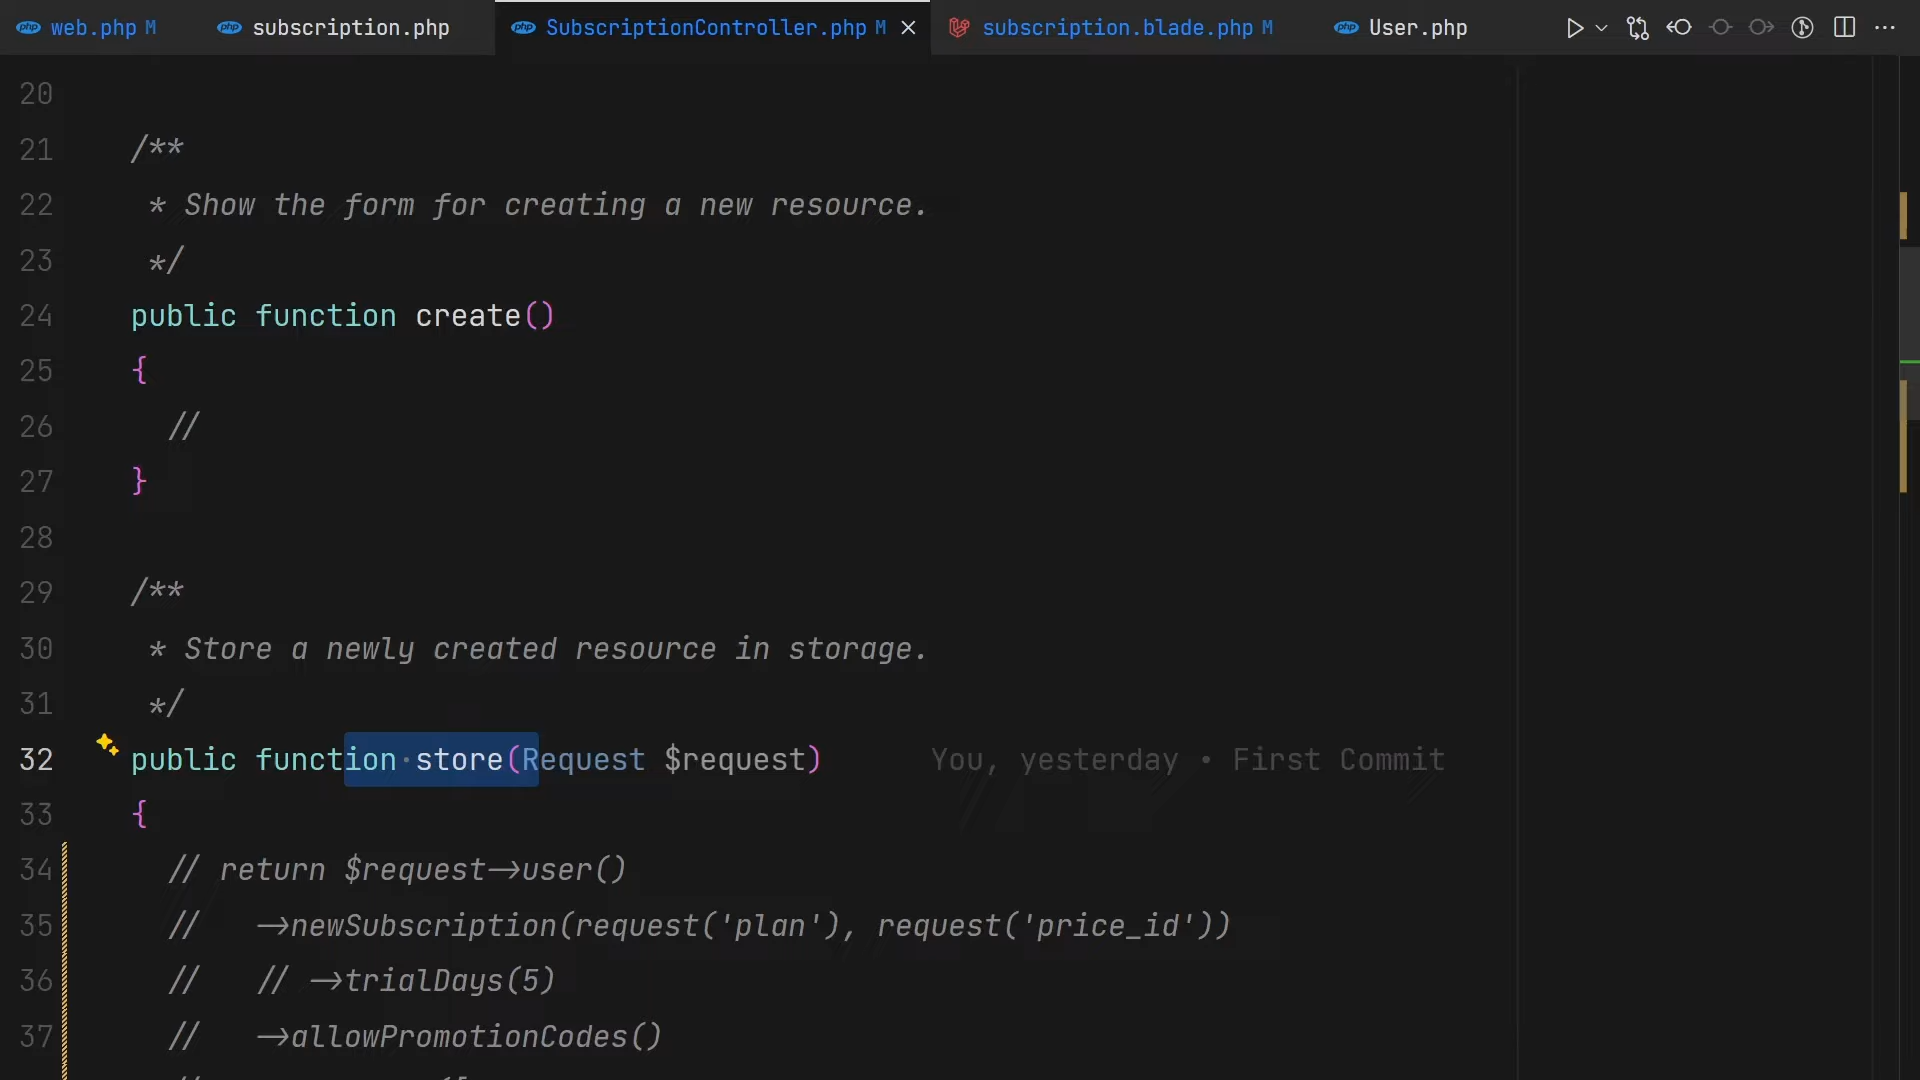 web.php M subscription.php SubscriptionController.php M subscription.blade.php M User.php
20
21 /**
22 * Show the form for creating a new resource.
23 */
24 public function create()
25 {
26 //
27 }
28
29 /**
30 * Store a newly created resource in storage.
31 */
32 public function store(Request $request) You, yesterday • First Commit
33 {
34 // return $request->user()
35 // ->newSubscription(request('plan'), request('price_id'))
36 // // ->trialDays(5)
37 // ->allowPromotionCodes()